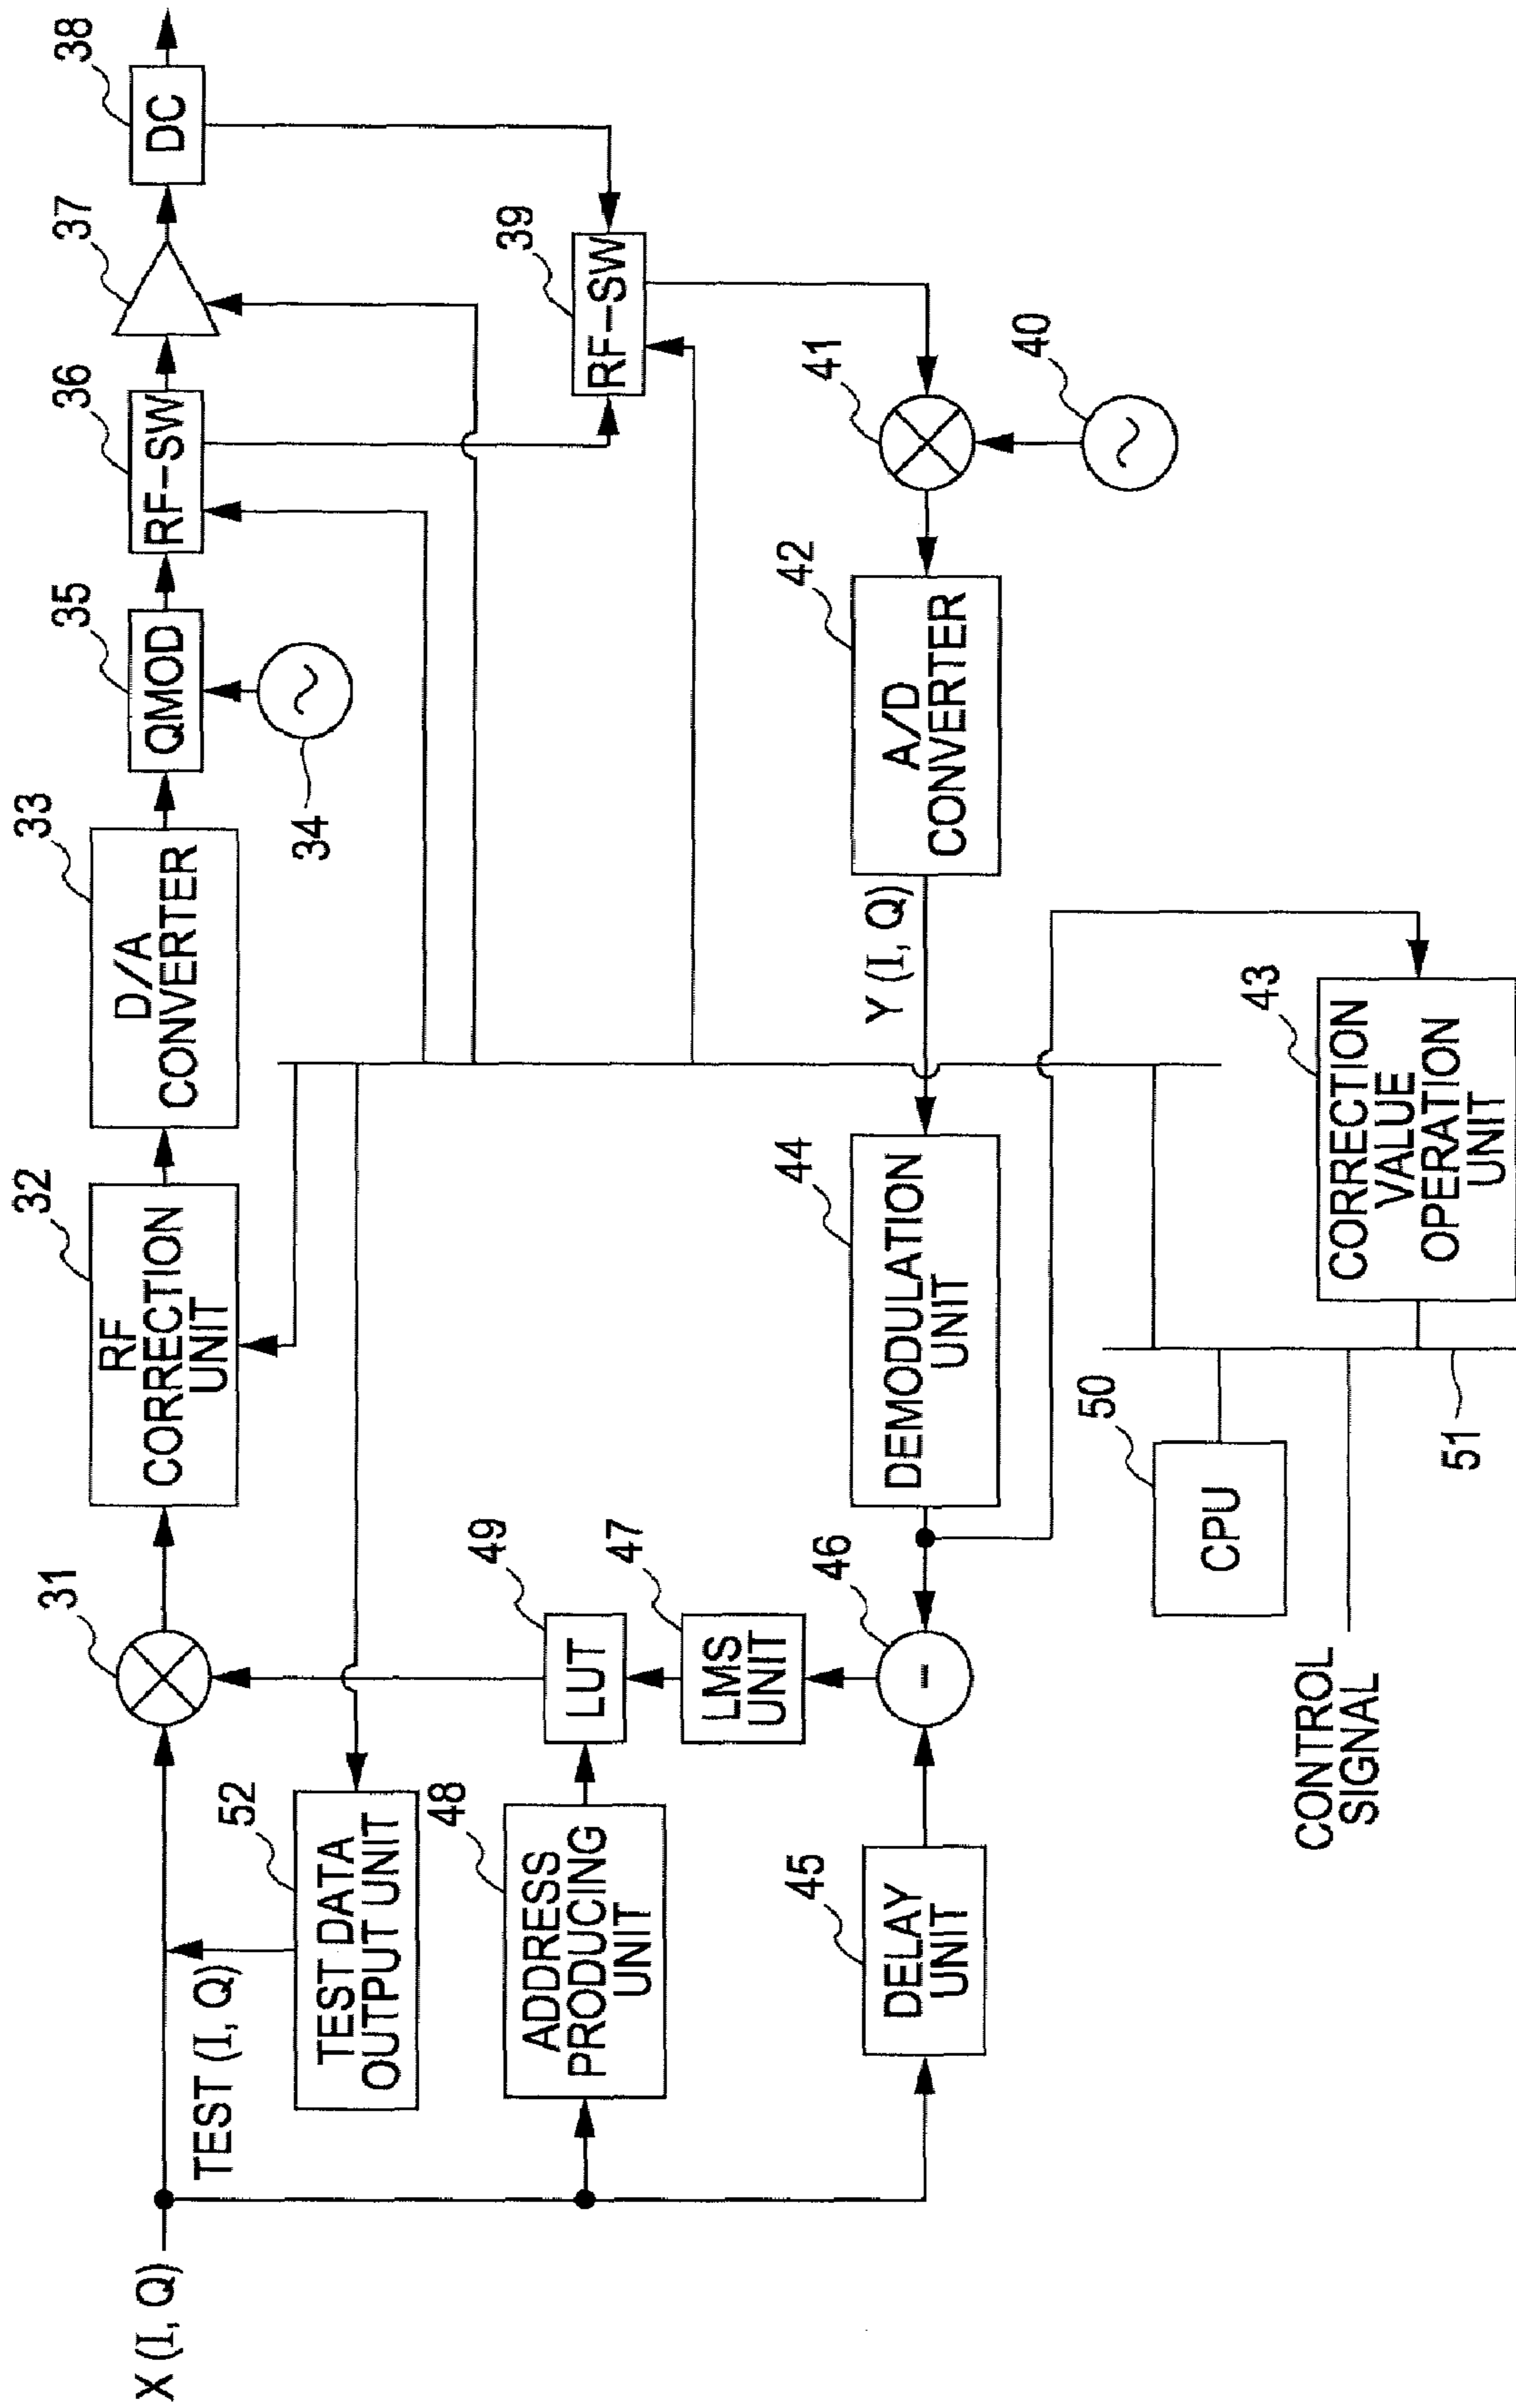 X (I, Q)
TEST (I, Q)
31
32
RF
CORRECTION
UNIT
33
D/A
CONVERTER
35
QMOD
34
36
RF-SW
37
38
DC
39
RF-SW
52
TEST DATA
OUTPUT UNIT
48
ADDRESS
PRODUCING
UNIT
49
LUT
47
LMS
UNIT
45
DELAY
UNIT
46
-
44
DEMODULATION
UNIT
Y (I, Q)
42
A/D
CONVERTER
41
40
43
CORRECTION
VALUE
OPERATION
UNIT
50
CPU
51
CONTROL
SIGNAL